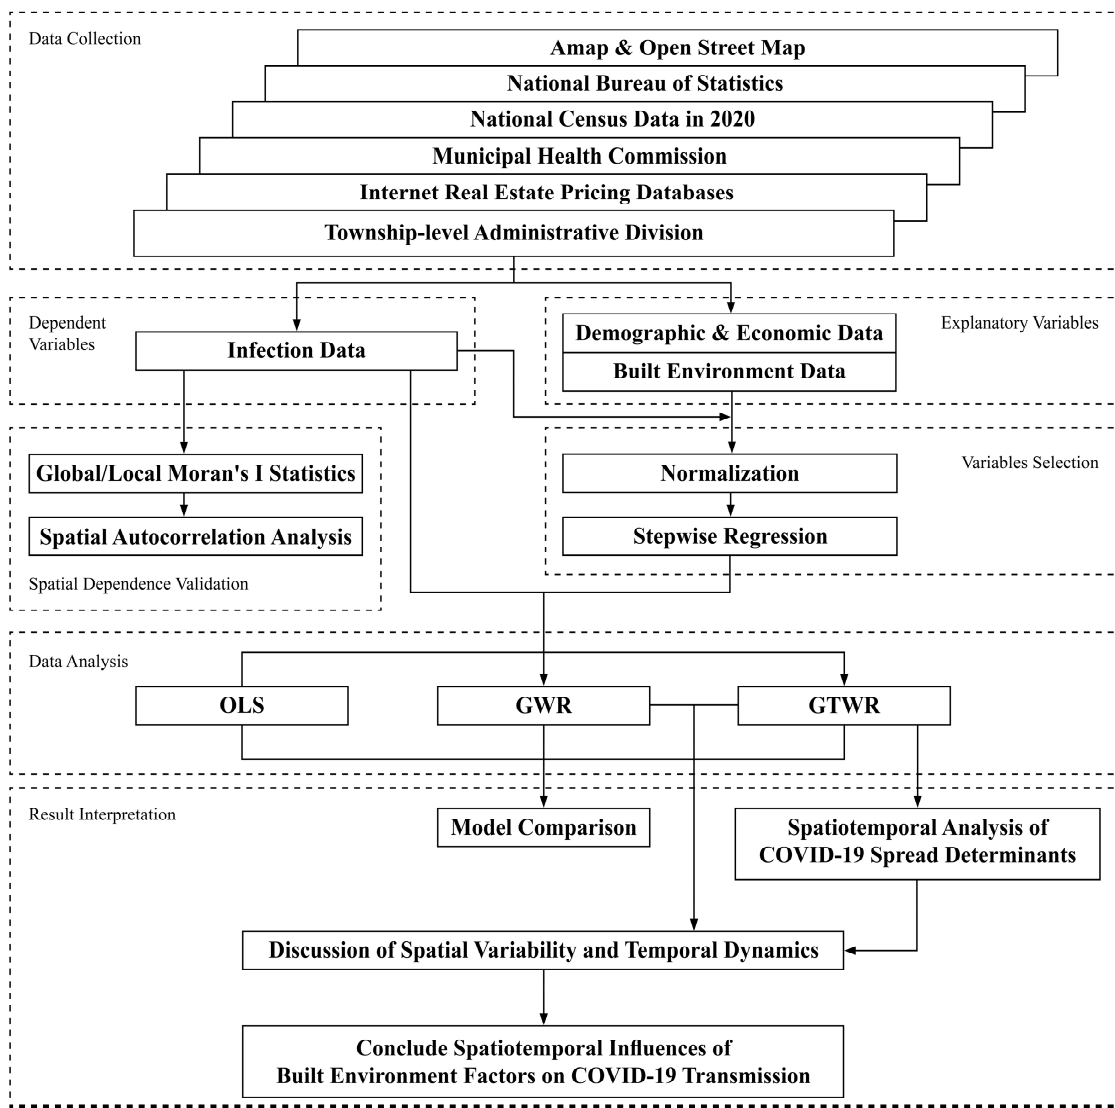 Data Collection
Amap & Open Street Map
National Bureau of Statistics
National Census Data in 2020
Municipal Health Commission
Internet Real Estate Pricing Databases
Township-level Administrative Division
Dependent
Variables
Infection Data
Demographic & Economic Data
Built Environment Data
Explanatory Variables
Global/Local Moran's I Statistics
Spatial Autocorrelation Analysis
Spatial Dependence Validation
Normalization
Stepwise Regression
Variables Selection
Data Analysis
OLS
GWR
GTWR
Result Interpretation
Model Comparison
Spatiotemporal Analysis of
COVID-19 Spread Determinants
Discussion of Spatial Variability and Temporal Dynamics
Conclude Spatiotemporal Influences of
Built Environment Factors on COVID-19 Transmission